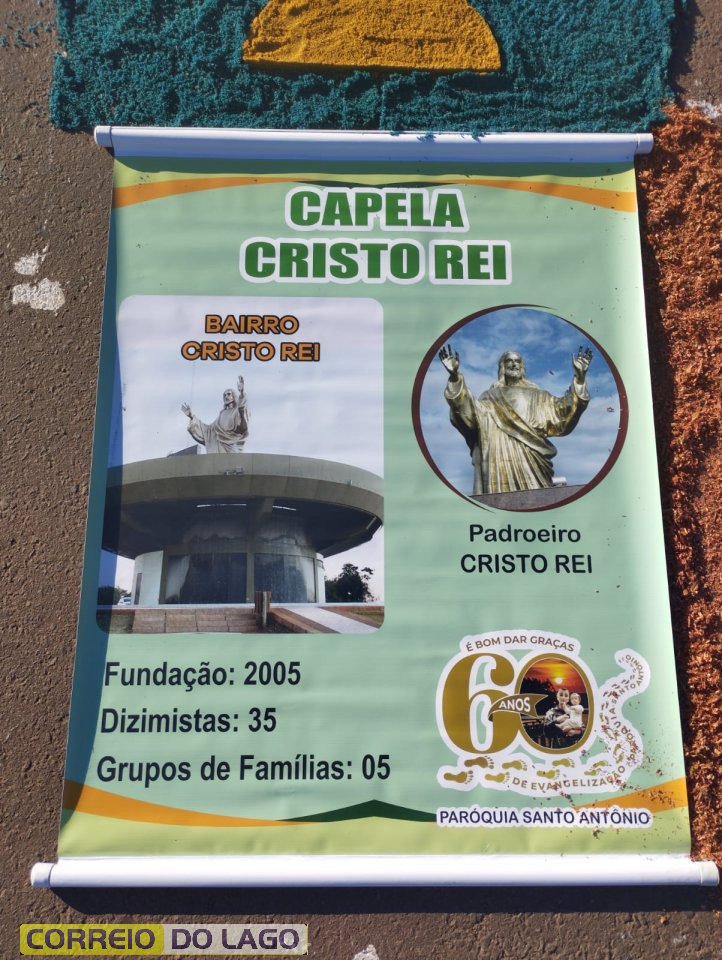 CAPELA
CRISTO REI
BAIRRO
CRISTO REI
Padroeiro
CRISTO REI
Fundação: 2005
Dizimistas: 35
Grupos de Famílias: 05
É BOM DAR GRAÇAS
60
ANOS
DE EVANGELIZAÇÃO
PARÓQUIA SANTO ANTÔNIO
CORREIO DO LAGO